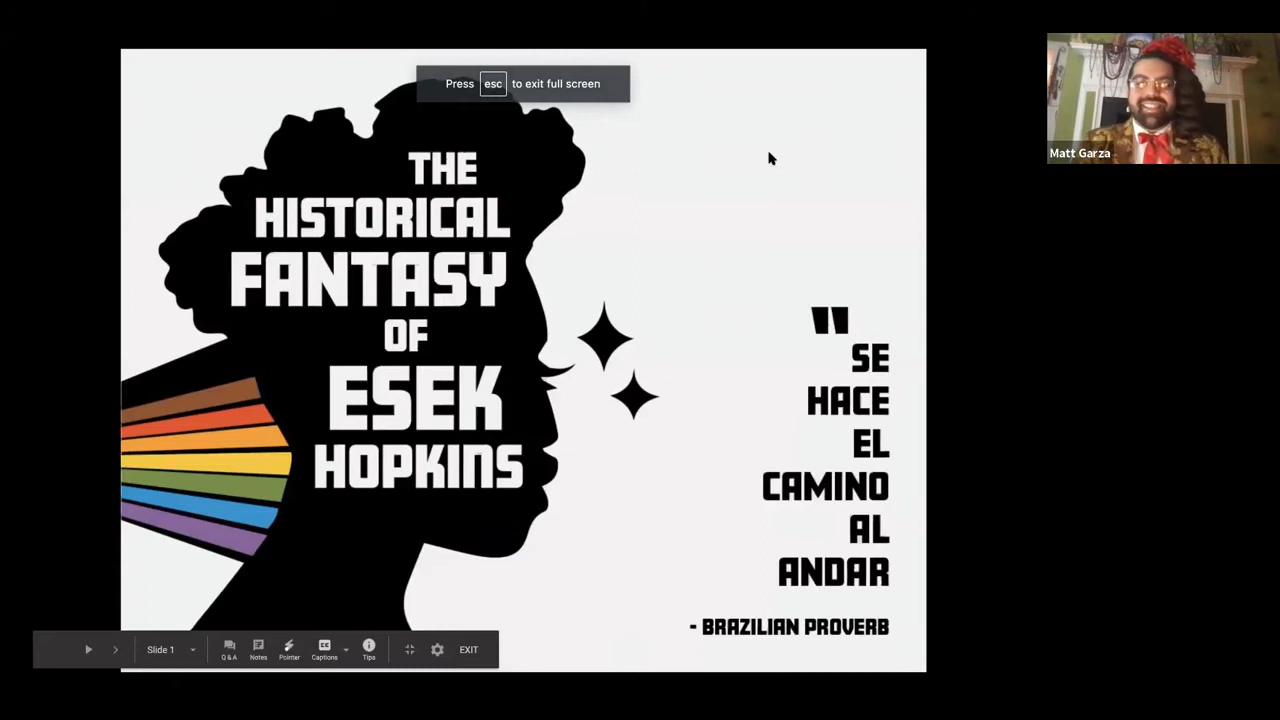 Press esc to exit full screen
Matt Garza
THE
HISTORICAL
FANTASY
OF
ESEK
HOPKINS
"
SE
HACE
EL
CAMINO
AL
ANDAR
- BRAZILIAN PROVERB
Slide 1
Q & A
Notes
Pointer
Captions
Tips
EXIT